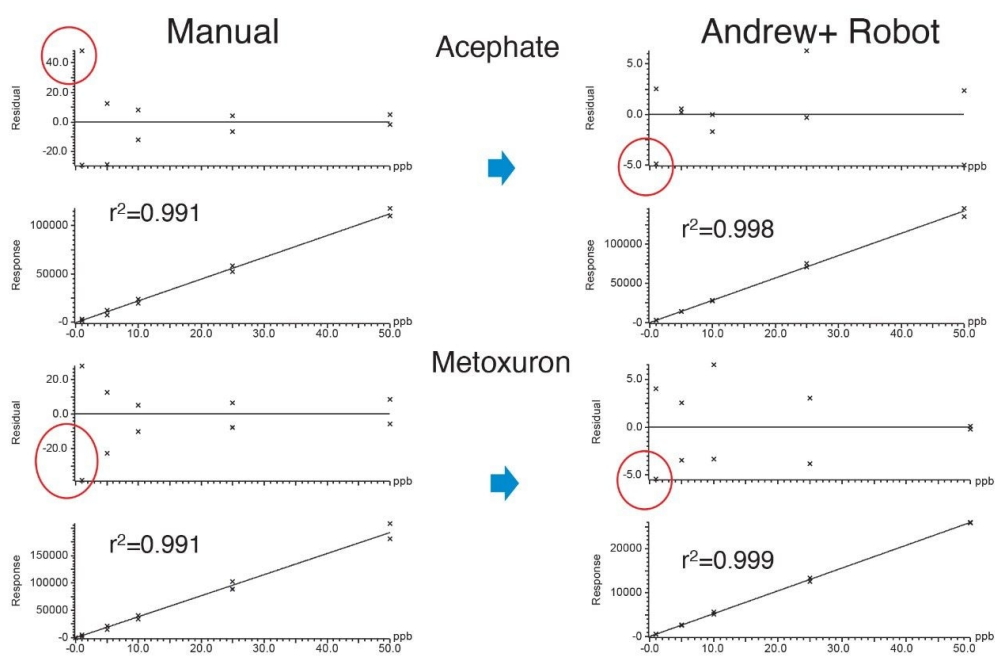 Manual
Acephate
Andrew+ Robot
Residual
40.0
20.0
0.0
-20.0
ppb
Residual
5.0
0.0
-5.0
ppb
r²=0.991
Response
100000
50000
-0
-0.0
10.0
20.0
30.0
40.0
50.0
ppb
r²=0.998
Response
100000
50000
-0
-0.0
10.0
20.0
30.0
40.0
50.0
ppb
Metoxuron
Residual
20.0
0.0
-20.0
ppb
Residual
5.0
0.0
-5.0
ppb
r²=0.991
Response
150000
100000
50000
-0
-0.0
10.0
20.0
30.0
40.0
50.0
ppb
r²=0.999
Response
20000
10000
-0
-0.0
10.0
20.0
30.0
40.0
50.0
ppb